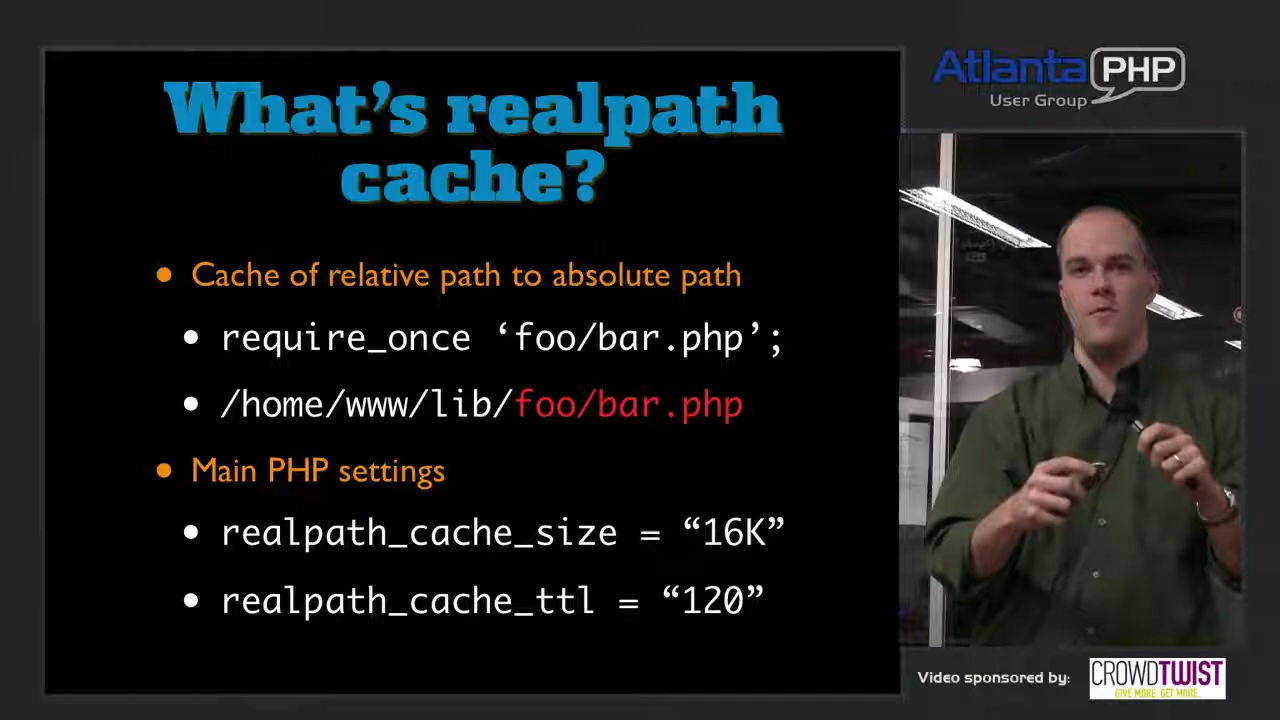 What's realpath
cache?
• Cache of relative path to absolute path
• require_once ‘foo/bar.php’;
• /home/www/lib/foo/bar.php
• Main PHP settings
• realpath_cache_size = “16K”
• realpath_cache_ttl = “120”
Atlanta PHP
User Group
Video sponsored by:
CROWDTWIST
GIVE MORE. GET MORE.